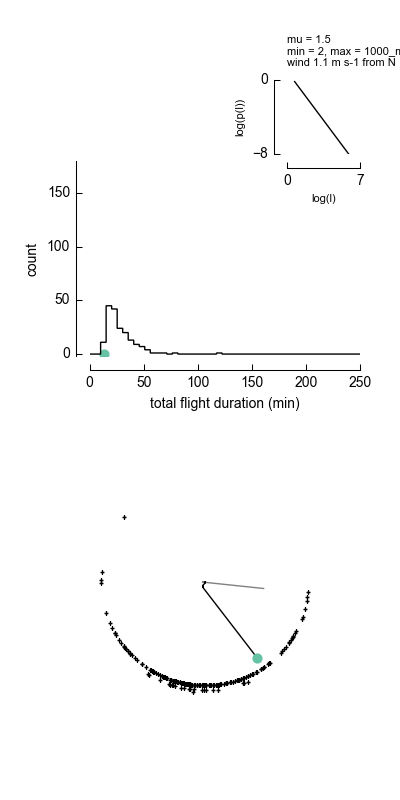 mu = 1.5
min = 2, max = 1000_m
wind 1.1 m s-1 from N
0
−8
log(p(l))
0 7
log(l)
150
100
50
0
count
0 50 100 150 200 250
total flight duration (min)